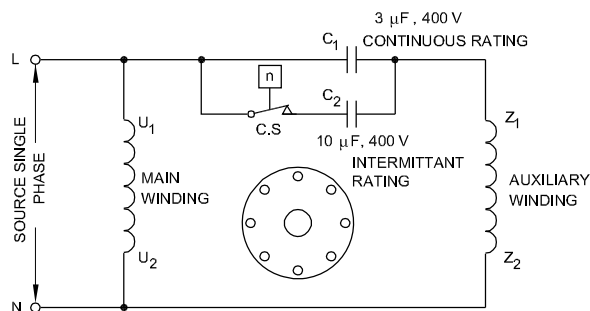 3 µF, 400 V
CONTINUOUS RATING
C1
L
n
C2
C.S
10 µF, 400 V
INTERMITTANT
RATING
U1
Z1
SOURCE SINGLE
PHASE
MAIN
WINDING
AUXILIARY
WINDING
U2
Z2
N